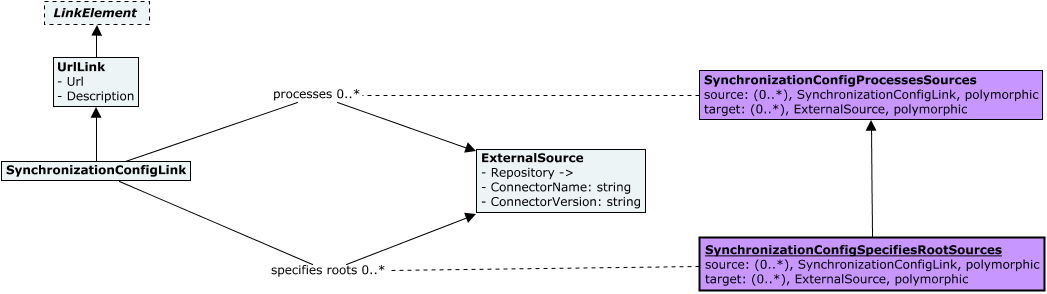 LinkElement
UrlLink
- Url
- Description
SynchronizationConfigLink
processes 0..*
specifies roots 0..*
ExternalSource
- Repository ->
- ConnectorName: string
- ConnectorVersion: string
SynchronizationConfigProcessesSources
source: (0..*), SynchronizationConfigLink, polymorphic
target: (0..*), ExternalSource, polymorphic
SynchronizationConfigSpecifiesRootSources
source: (0..*), SynchronizationConfigLink, polymorphic
target: (0..*), ExternalSource, polymorphic